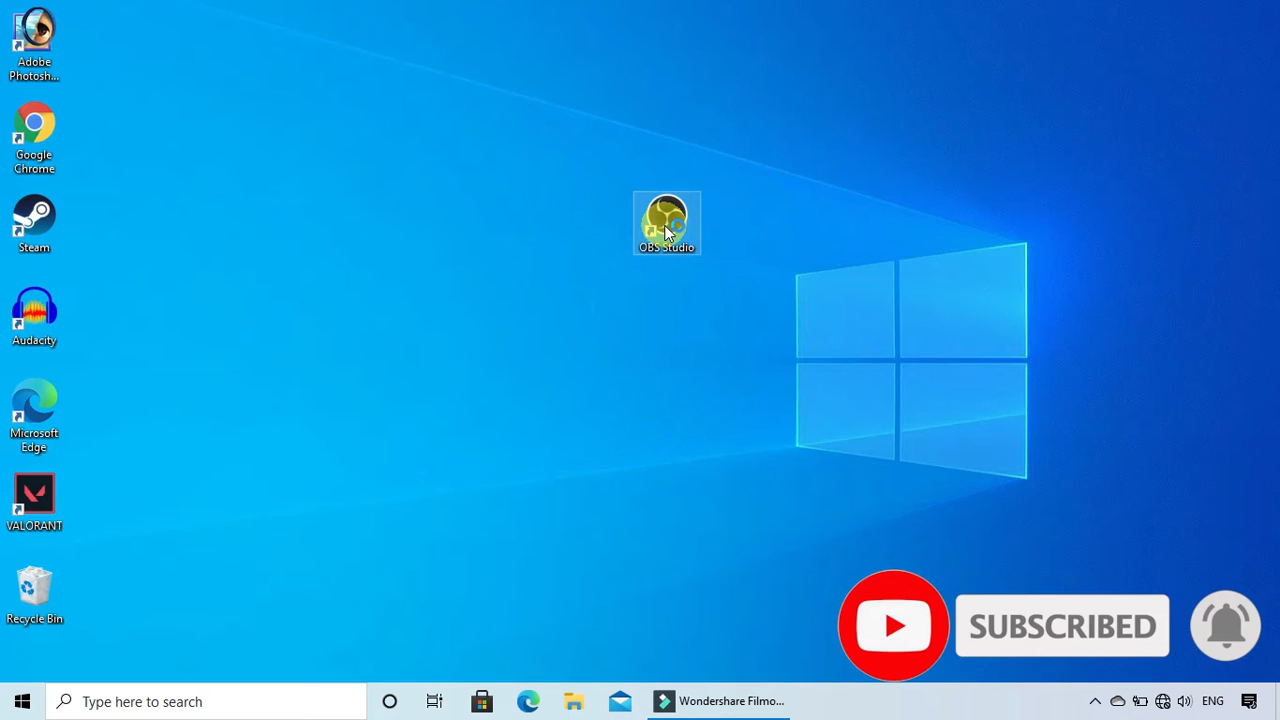 Adobe
Photosh...
Google
Chrome
Steam
Audacity
Microsoft
Edge
VALORANT
Recycle Bin
OBS Studio
SUBSCRIBED
Type here to search
Wondershare Filmo...
ENG